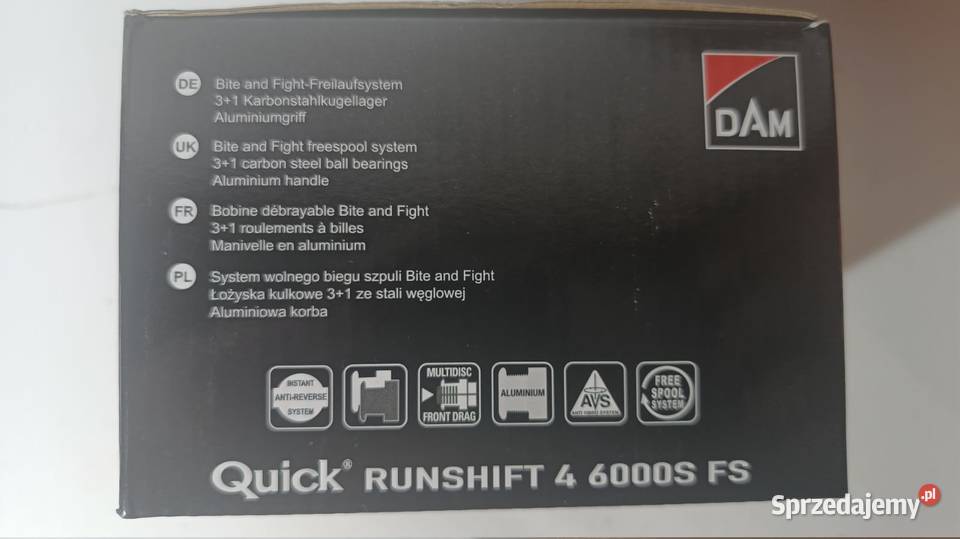 DE Bite and Fight-Freilaufsystem
3+1 Karbonstahlkugellager
Aluminiumgriff
DAM
UK Bite and Fight freespool system
3+1 carbon steel ball bearings
Aluminium handle
FR Bobine débrayable Bite and Fight
3+1 roulements à billes
Manivelle en aluminium
PL System wolnego biegu szpuli Bite and Fight
Łożyska kulkowe 3+1 ze stali węglowej
Aluminiowa korba
INSTANT
ANTI-REVERSE
SYSTEM
MULTIDISC
FRONT DRAG
ALUMINIUM
AVS
ANTI VIBRO SYSTEM
FREE
SPOOL
SYSTEM
Quick® RUNSHIFT 4 6000S FS
Sprzedajemy.pl